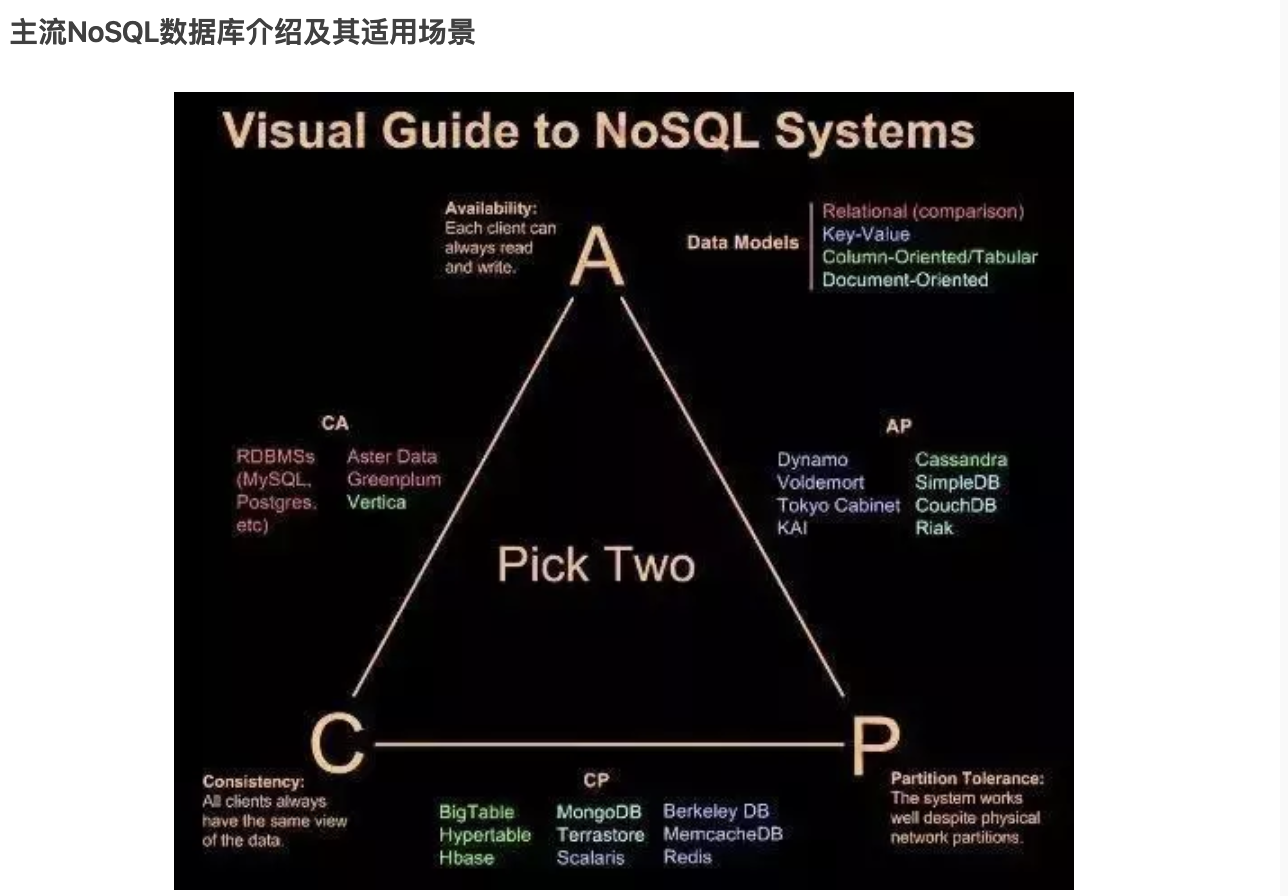 主流NoSQL数据库介绍及其适用场景
Visual Guide to NoSQL Systems
Availability:
Each client can
always read
and write.
A
Data Models
Relational (comparison)
Key-Value
Column-Oriented/Tabular
Document-Oriented
CA
RDBMSs
(MySQL,
Postgres,
etc)
Aster Data
Greenplum
Vertica
AP
Dynamo
Voldemort
Tokyo Cabinet
KAI
Cassandra
SimpleDB
CouchDB
Riak
Pick Two
C
P
Consistency:
All clients always
have the same view
of the data.
CP
BigTable
Hypertable
Hbase
MongoDB
Terrastore
Scalaris
Berkeley DB
MemcacheDB
Redis
Partition Tolerance:
The system works
well despite physical
network partitions.